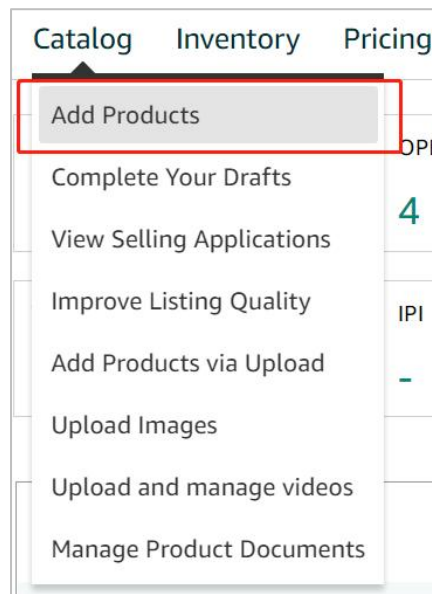 Catalog Inventory Pricing
Add Products
Complete Your Drafts
4
View Selling Applications
Improve Listing Quality
IPI
Add Products via Upload
-
Upload Images
Upload and manage videos
Manage Product Documents